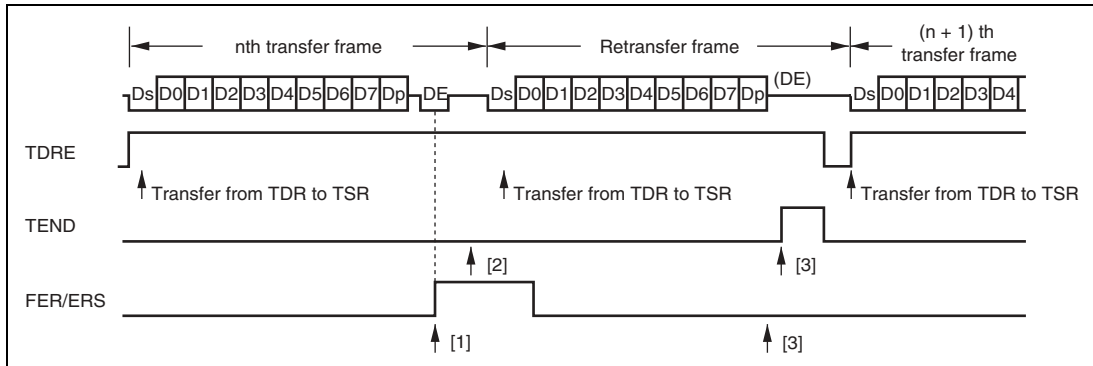 nth transfer frame
Retransfer frame
(n + 1) th
transfer frame
Ds D0 D1 D2 D3 D4 D5 D6 D7 Dp DE Ds D0 D1 D2 D3 D4 D5 D6 D7 Dp (DE) Ds D0 D1 D2 D3 D4
TDRE
Transfer from TDR to TSR Transfer from TDR to TSR Transfer from TDR to TSR
TEND
[2] [3]
FER/ERS
[1] [3]